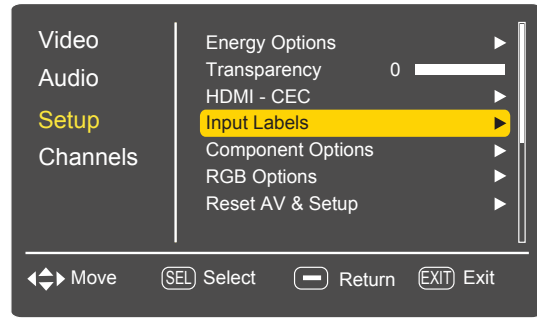 Video
Audio
Setup
Channels
Energy Options
Transparency 0
HDMI - CEC
Input Labels
Component Options
RGB Options
Reset AV & Setup
Move SEL Select Return EXIT Exit